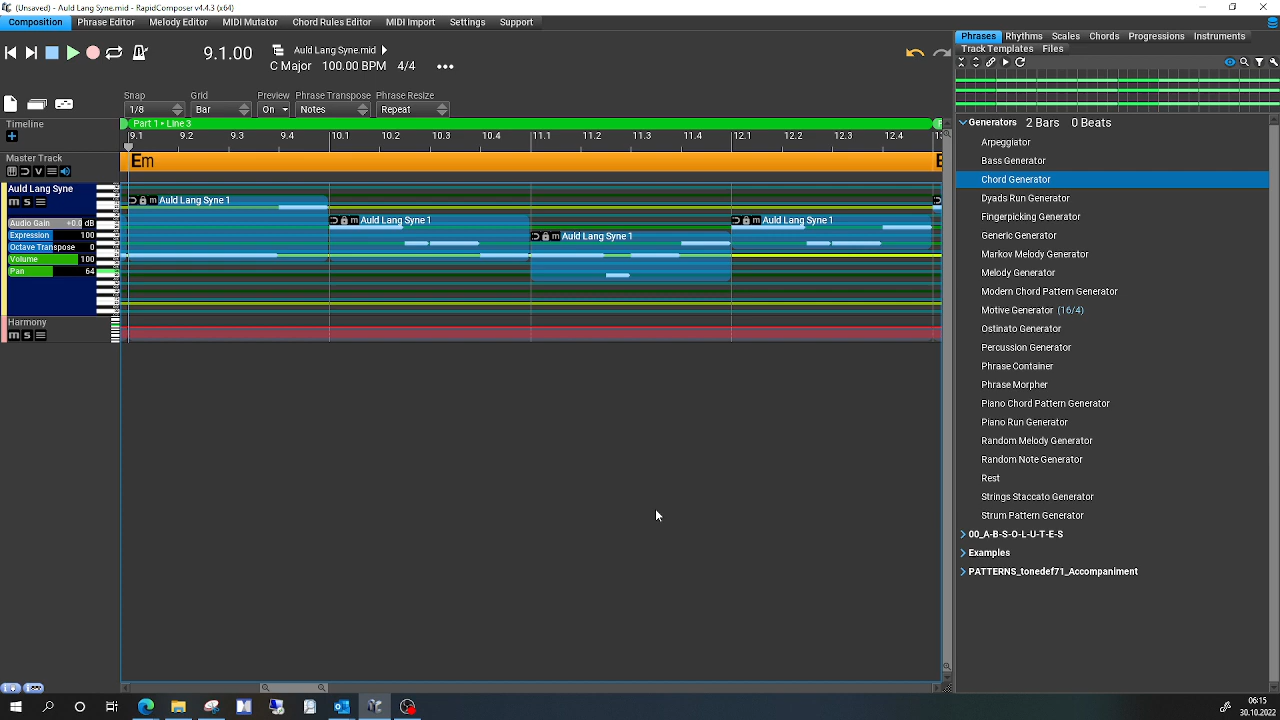 (Unsaved) - Auld Lang Syne.mid - RapidComposer v4.4.3 (x64)
Composition Phrase Editor Melody Editor MIDI Mutator Chord Rules Editor MIDI Import Settings Support
9.1.00
Auld Lang Syne.mid
C Major 100.00 BPM 4/4
Snap Grid Preview Phrase Transpose Phrase Resize
1/8 Bar On Notes Repeat
Timeline
Part 1 • Line 3
9.1 9.2 9.3 9.4 10.1 10.2 10.3 10.4 11.1 11.2 11.3 11.4 12.1 12.2 12.3 12.4
Master Track
Em
Auld Lang Syne
m s
Audio Gain +0.0 dB
Expression 100
Octave Transpose 0
Volume 100
Pan 64
m Auld Lang Syne 1
m Auld Lang Syne 1
m Auld Lang Syne 1
m Auld Lang Syne 1
Harmony
m s
Phrases Rhythms Scales Chords Progressions Instruments
Track Templates Files
Generators 2 Bars 0 Beats
Arpeggiator
Bass Generator
Chord Generator
Dyads Run Generator
Fingerpicking Generator
Generic Generator
Markov Melody Generator
Melody Generator
Modern Chord Pattern Generator
Motive Generator (16/4)
Ostinato Generator
Percussion Generator
Phrase Container
Phrase Morpher
Piano Chord Pattern Generator
Piano Run Generator
Random Melody Generator
Random Note Generator
Rest
Strings Staccato Generator
Strum Pattern Generator
00_A-B-S-O-L-U-T-E-S
Examples
PATTERNS_tonedef71_Accompaniment
06:15
30.10.2022